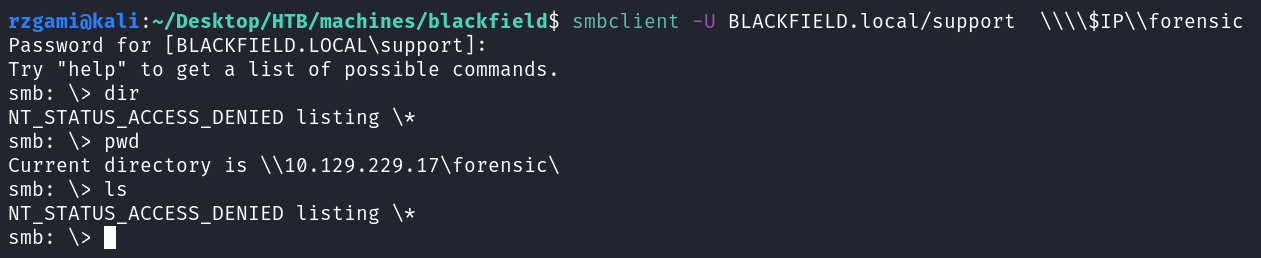 rzgami@kali:~/Desktop/HTB/machines/blackfield$ smbclient -U BLACKFIELD.local/support  \\\\$IP\\forensic
Password for [BLACKFIELD.LOCAL\support]:
Try "help" to get a list of possible commands.
smb: \> dir
NT_STATUS_ACCESS_DENIED listing \*
smb: \> pwd
Current directory is \\10.129.229.17\forensic\
smb: \> ls
NT_STATUS_ACCESS_DENIED listing \*
smb: \>